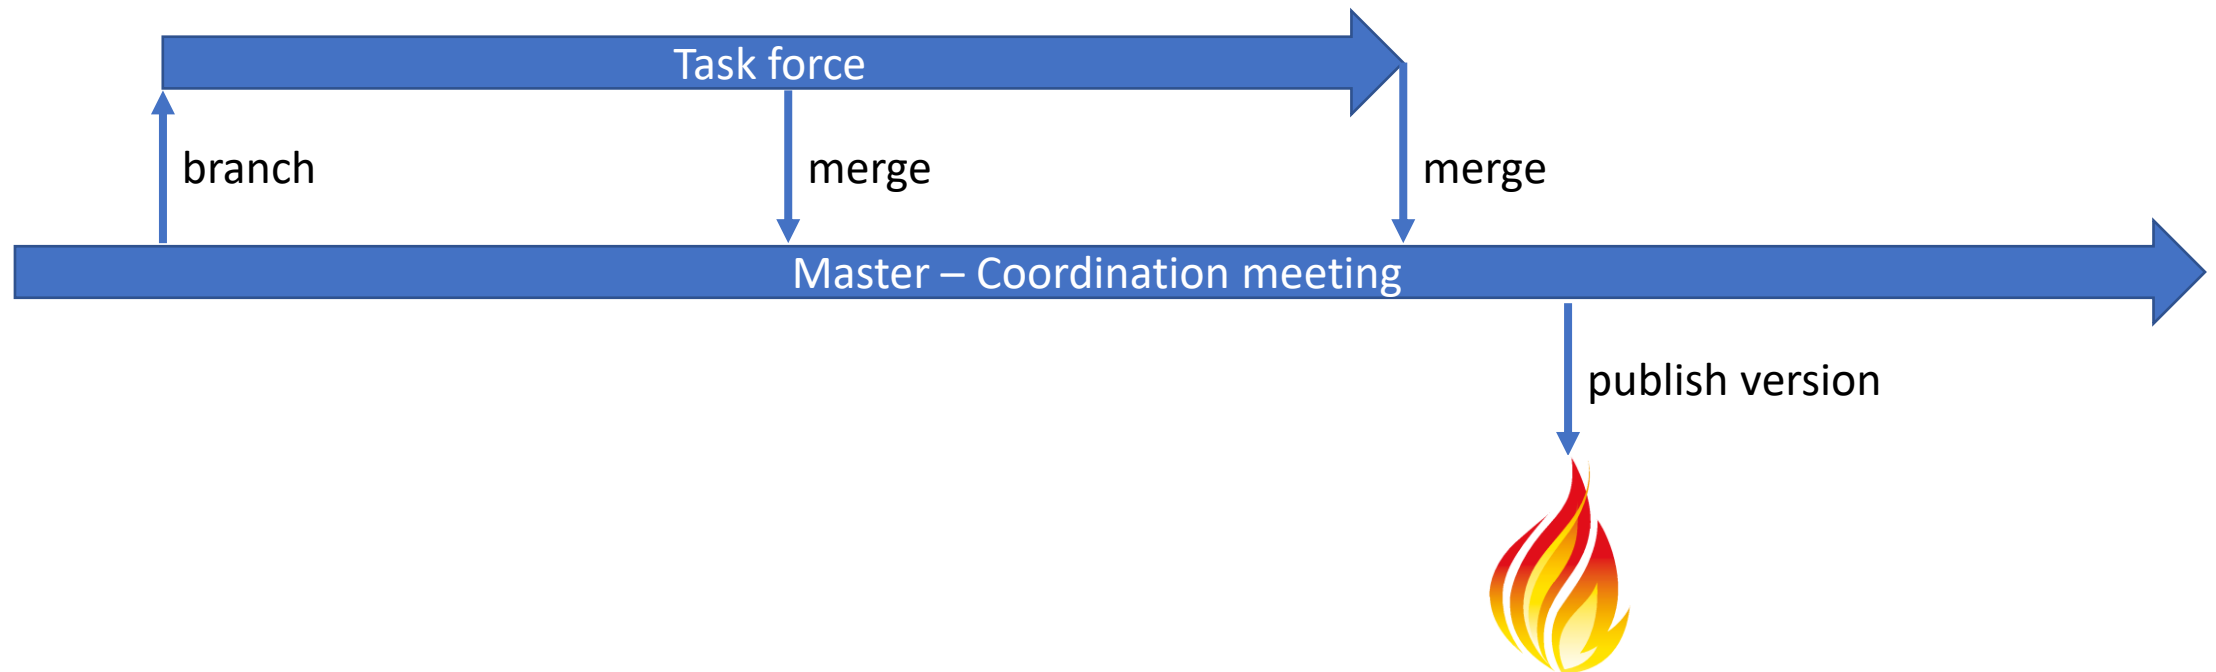 Task force
branch
merge
merge
Master – Coordination meeting
publish version